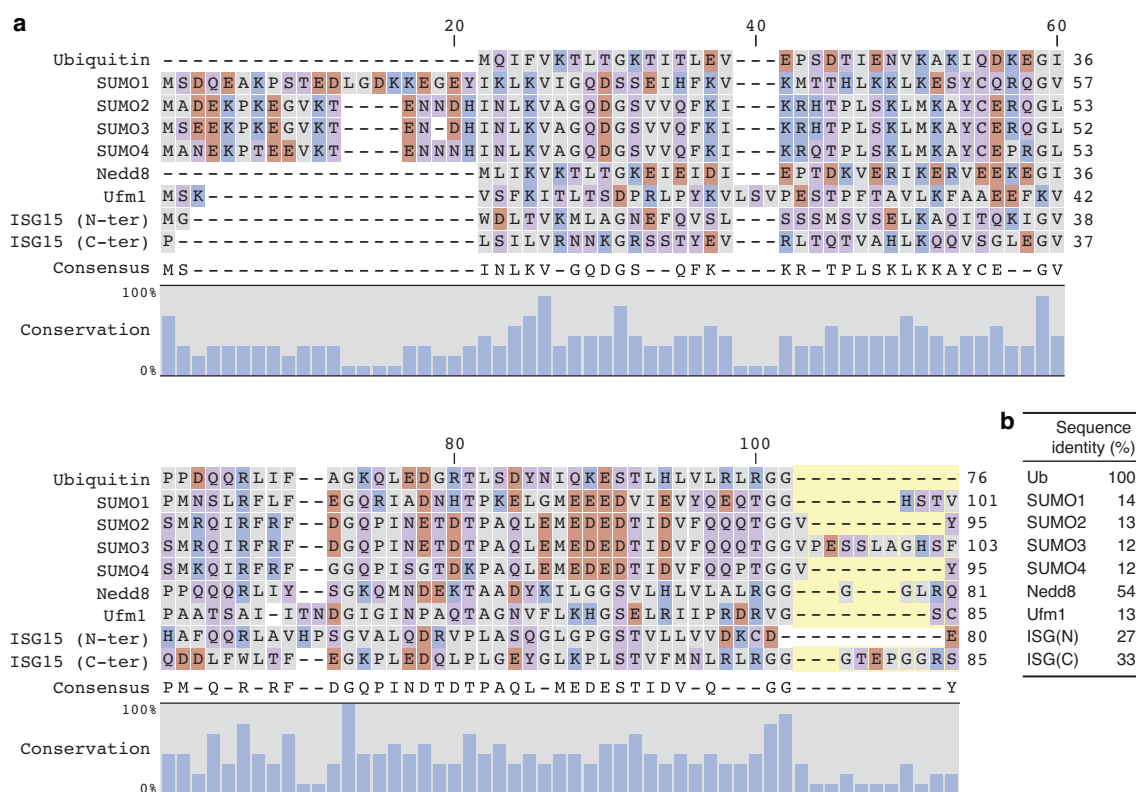 a
20 40 60
Ubiquitin ---------------------MQIFVKTLTGKTITLEV---EPSDTIENVKAKIQDKEGI 36
SUMO1 MSDQEAKPSTEDLGDKKEGEYIKLKVIGQDSSEIHFKV---KMTTHLKKLKESYCQRQGV 57
SUMO2 MADEKPKEGVKT----ENNDHINLKVAGQDGSVVQFKI---KRHTPLSKLMKAYCERQGL 53
SUMO3 MSEEKPKEGVKT----EN-DHINLKVAGQDGSVVQFKI---KRHTPLSKLMKAYCERQGL 52
SUMO4 MANEKPTEEVKT----ENNNHINLKVAGQDGSVVQFKI---KRQTPLSKLMKAYCEPRGL 53
Nedd8 ---------------------MLIKVKTLTGKEIEIDI---EPTDKVERIKERVEEKEGI 36
Ufm1 MSK------------------VSFKITLTSDPRLPYKVLSVPESTPFTAVLKFAAEEFKV 42
ISG15 (N-ter) MG-------------------WDLTVKMLAGNEFQVSL---SSSMSVSELKAQITQKIGV 38
ISG15 (C-ter) P--------------------LSILVRNNKGRSSTYEV---RLTQTVAHLKQQVSGLEGV 37
Consensus MS-------------------INLKV-GQDGS--QFK----KR-TPLSKLKKAYCE--GV
100%
Conservation
0%
80 100
Ubiquitin PPDQQRLIF--AGKQLEDGRTLSDYNIQKESTLHLVLRLRGG----------- 76
SUMO1 PMNSLRFLF--EGQRIADNHTPKELGMEEEDVIEVYQEQTGG-------HSTV 101
SUMO2 SMRQIRFRF--DGQPINETDTPAQLEMEDEDTIDVFQQQTGGV---------Y 95
SUMO3 SMRQIRFRF--DGQPINETDTPAQLEMEDEDTIDVFQQQTGGVPESSLAGHSF 103
SUMO4 SMKQIRFRF--GGQPISGTDKPAQLEMEDEDTIDVFQQPTGGV---------Y 95
Nedd8 PPQQQRLIY--SGKQMNDEKTAADYKILGGSVLHLVLALRGG---G---GLRQ 81
Ufm1 PAATSAI-ITNDGIGINPAQTAGNVFLKHGSELRIIPRDRVG---------SC 85
ISG15 (N-ter) HAFQQRLAVHPSGVALQDRVPLASQGLGPGSTVLLVVDKCD-----------E 80
ISG15 (C-ter) QDDLFWLTF--EGKPLEDQLPLGEYGLKPLSTVFMNLRLRGG---GTEPGGRS 85
Consensus PM-Q-R-RF--DGQPINDTDTPAQL-MEDESTIDV-Q---GG----------Y
100%
Conservation
0%
b
Sequence
identity (%)
Ub 100
SUMO1 14
SUMO2 13
SUMO3 12
SUMO4 12
Nedd8 54
Ufm1 13
ISG(N) 27
ISG(C) 33